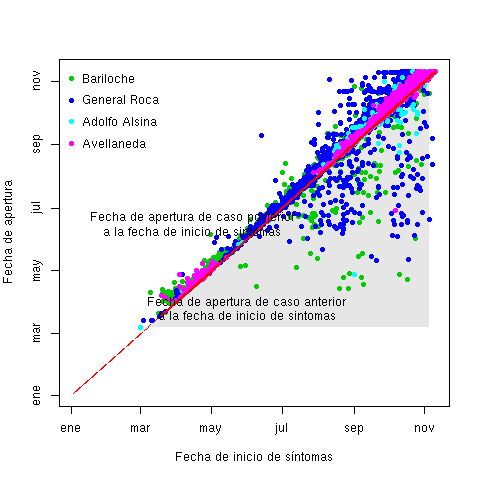 Bariloche
General Roca
Adolfo Alsina
Avellaneda
Fecha de apertura de caso posterior
a la fecha de inicio de síntomas
Fecha de apertura de caso anterior
a la fecha de inicio de sintomas
Fecha de apertura
nov
sep
jul
may
mar
ene
ene mar may jul sep nov
Fecha de inicio de síntomas